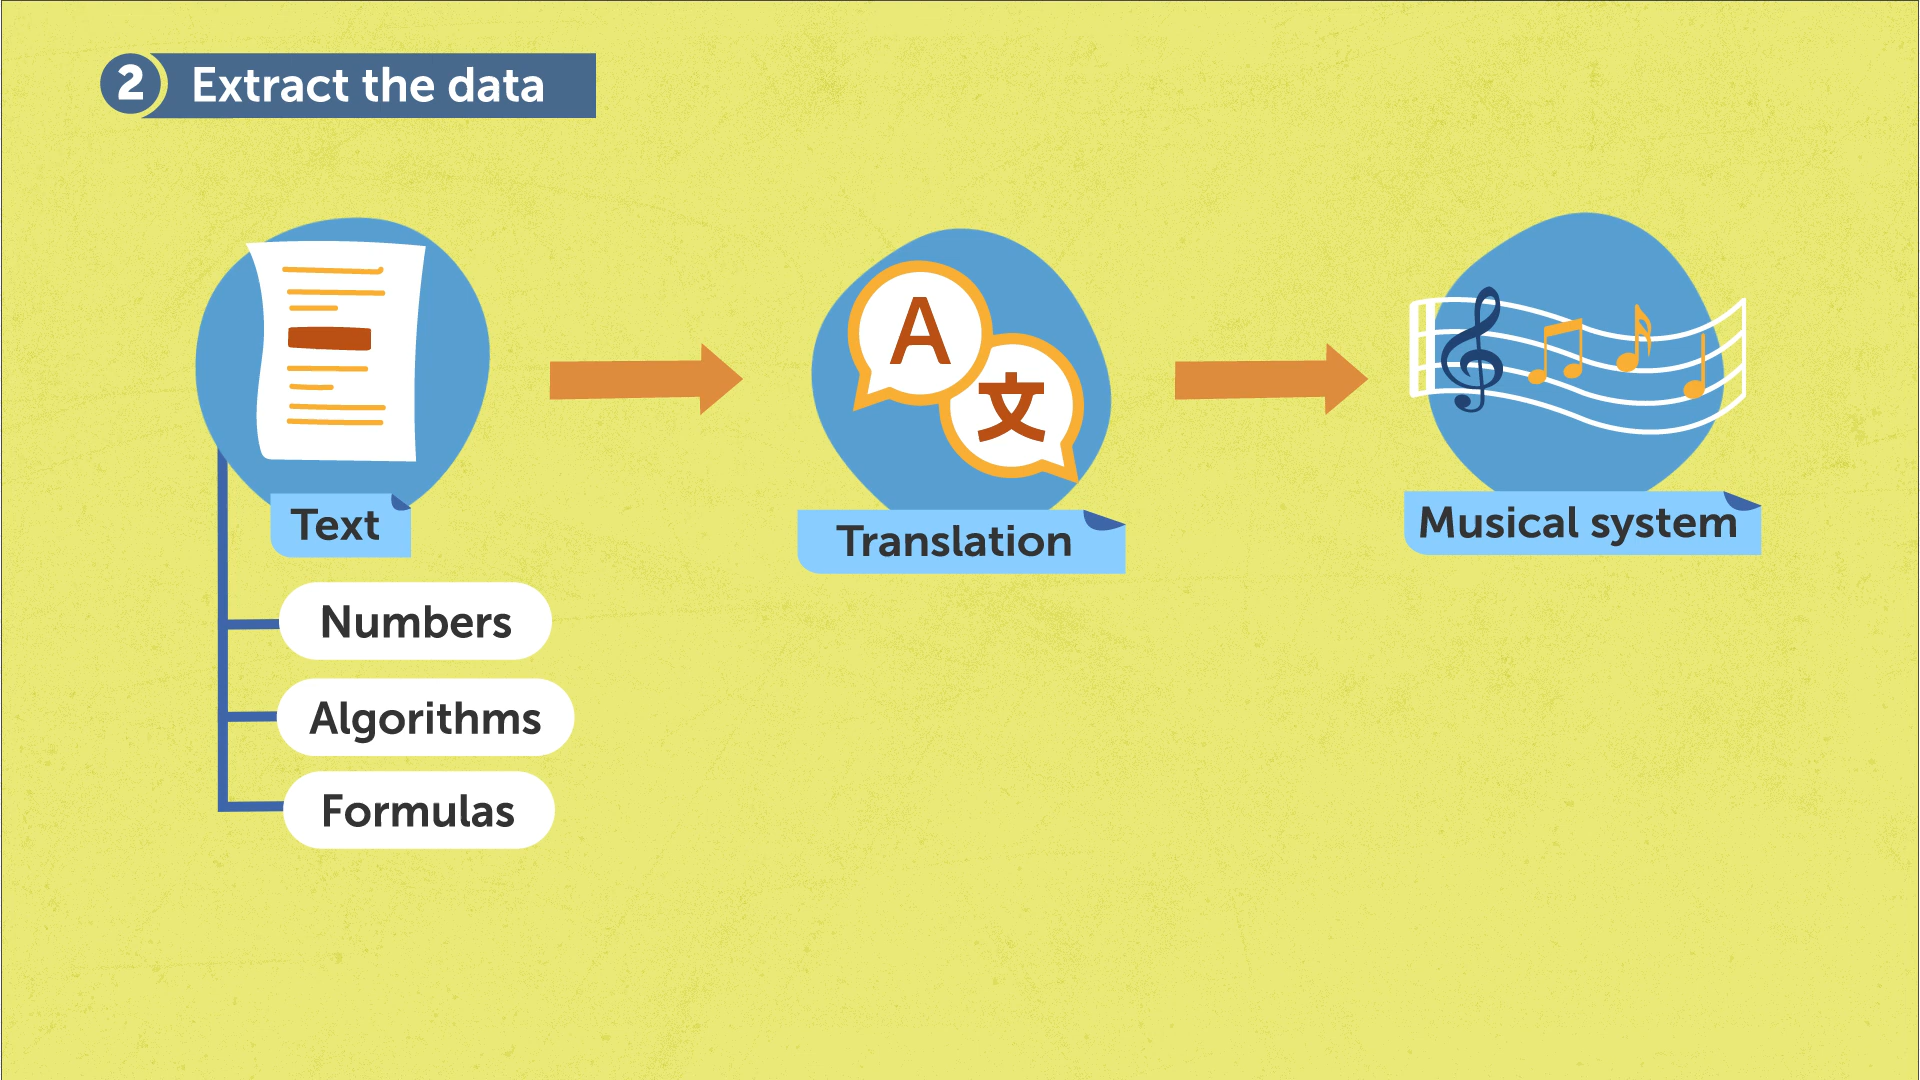 2 Extract the data
A
文
Text
Translation
Musical system
Numbers
Algorithms
Formulas